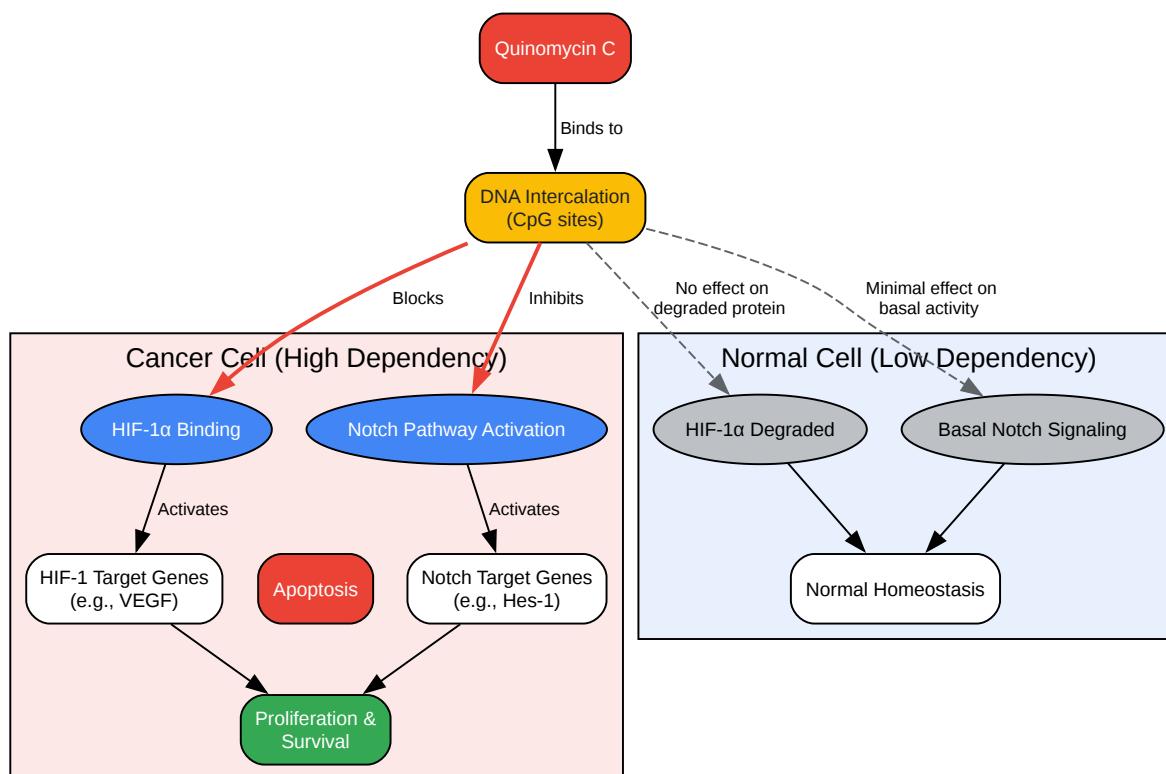 Quinomycin C
Binds to
DNA Intercalation
(CpG sites)
Blocks
Inhibits
No effect on
degraded protein
Minimal effect on
basal activity
Cancer Cell (High Dependency)
Normal Cell (Low Dependency)
HIF-1α Binding
Notch Pathway Activation
HIF-1α Degraded
Basal Notch Signaling
Activates
Activates
HIF-1 Target Genes
(e.g., VEGF)
Apoptosis
Notch Target Genes
(e.g., Hes-1)
Normal Homeostasis
Proliferation &
Survival